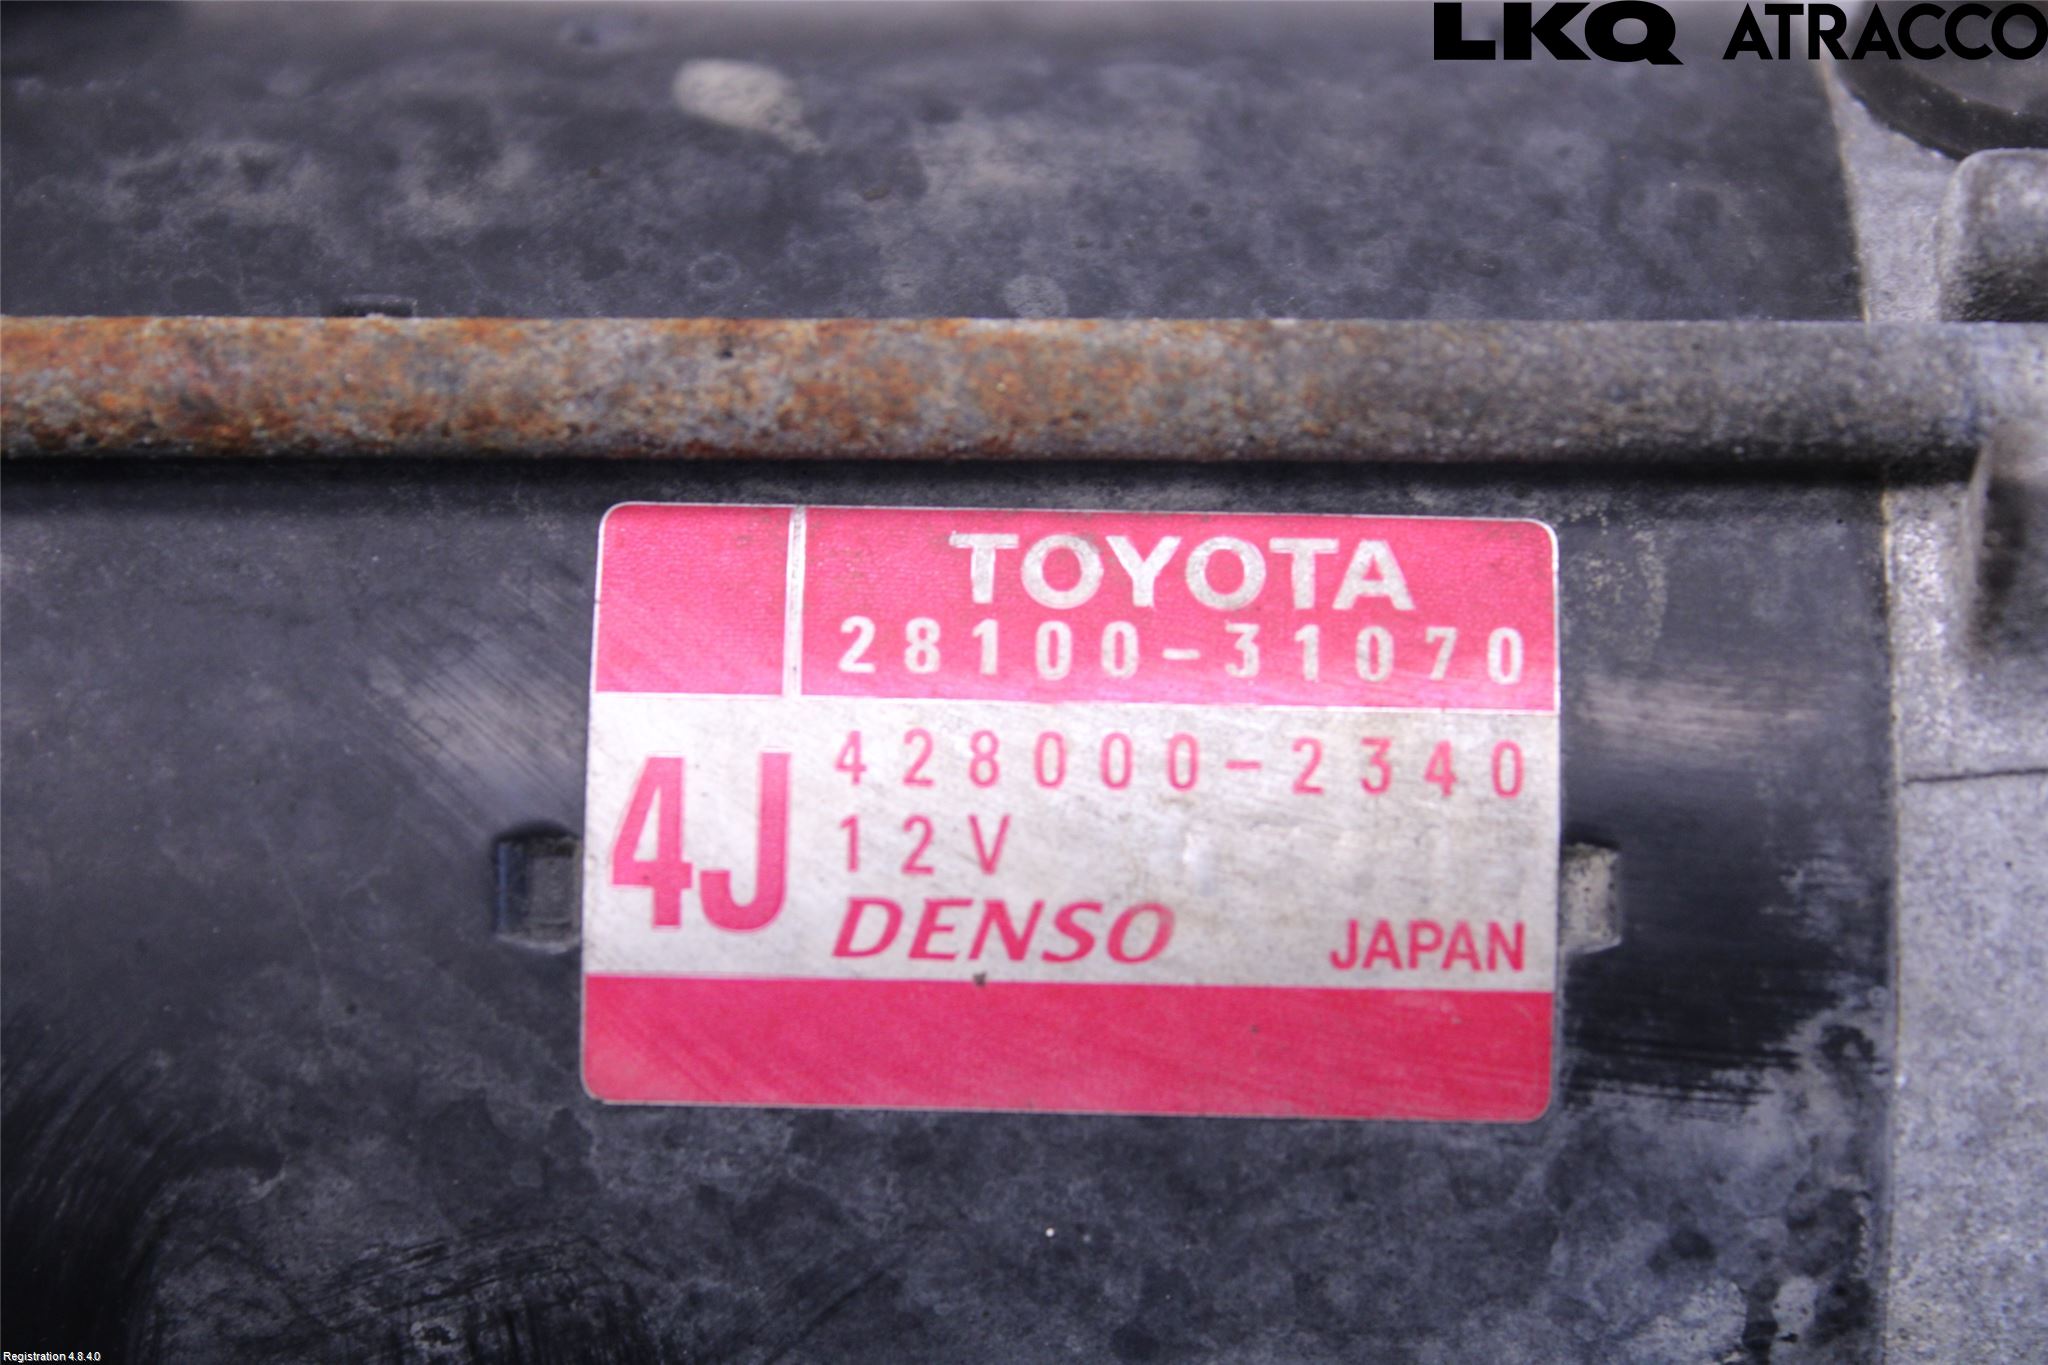 LKQ ATRACCO
TOYOTA
28100-31070
428000-2340
4J
12V
DENSO JAPAN
Registration 4.8.4.0